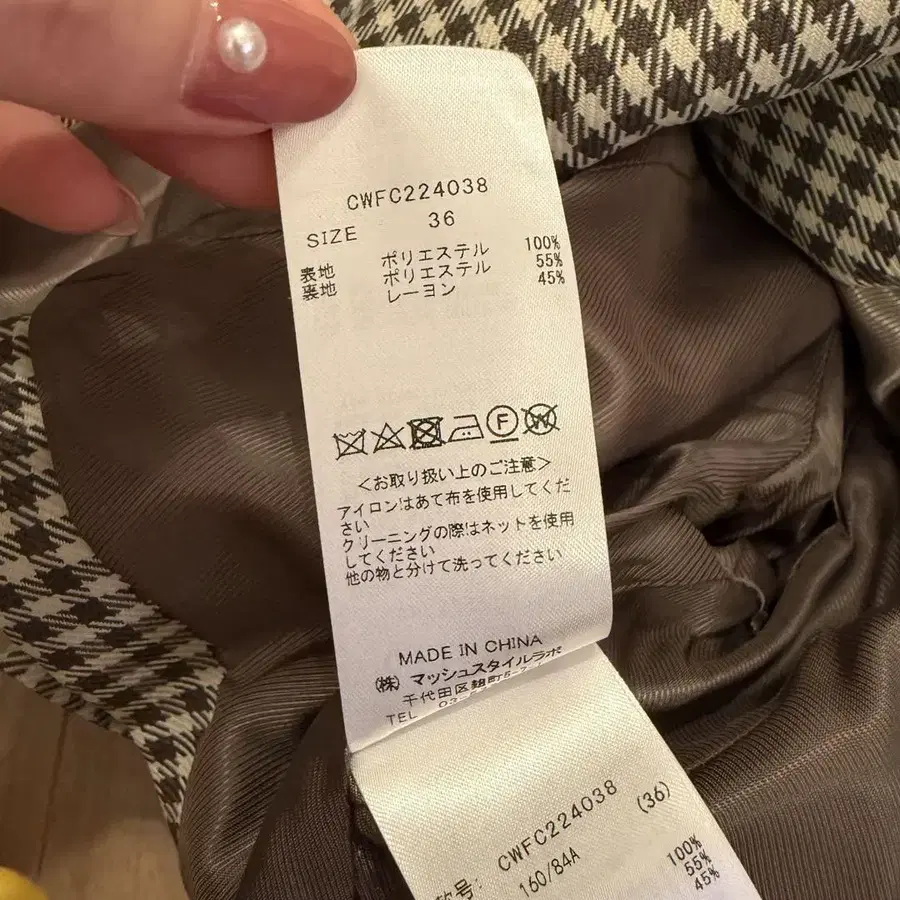 CWFC224038
SIZE 36
表地 ポリエステル 100%
裏地 ポリエステル 55%
レーヨン 45%
F
W
<お取り扱い上のご注意>
アイロンはあて布を使用してくだ
さい
クリーニングの際はネットを使用
してください
他の物と分けて洗ってください
MADE IN CHINA
(株) マッシュスタイルラボ
千代田区麹町
TEL 03-
款号: CWFC224038 (36)
160/84A
100%
55%
45%